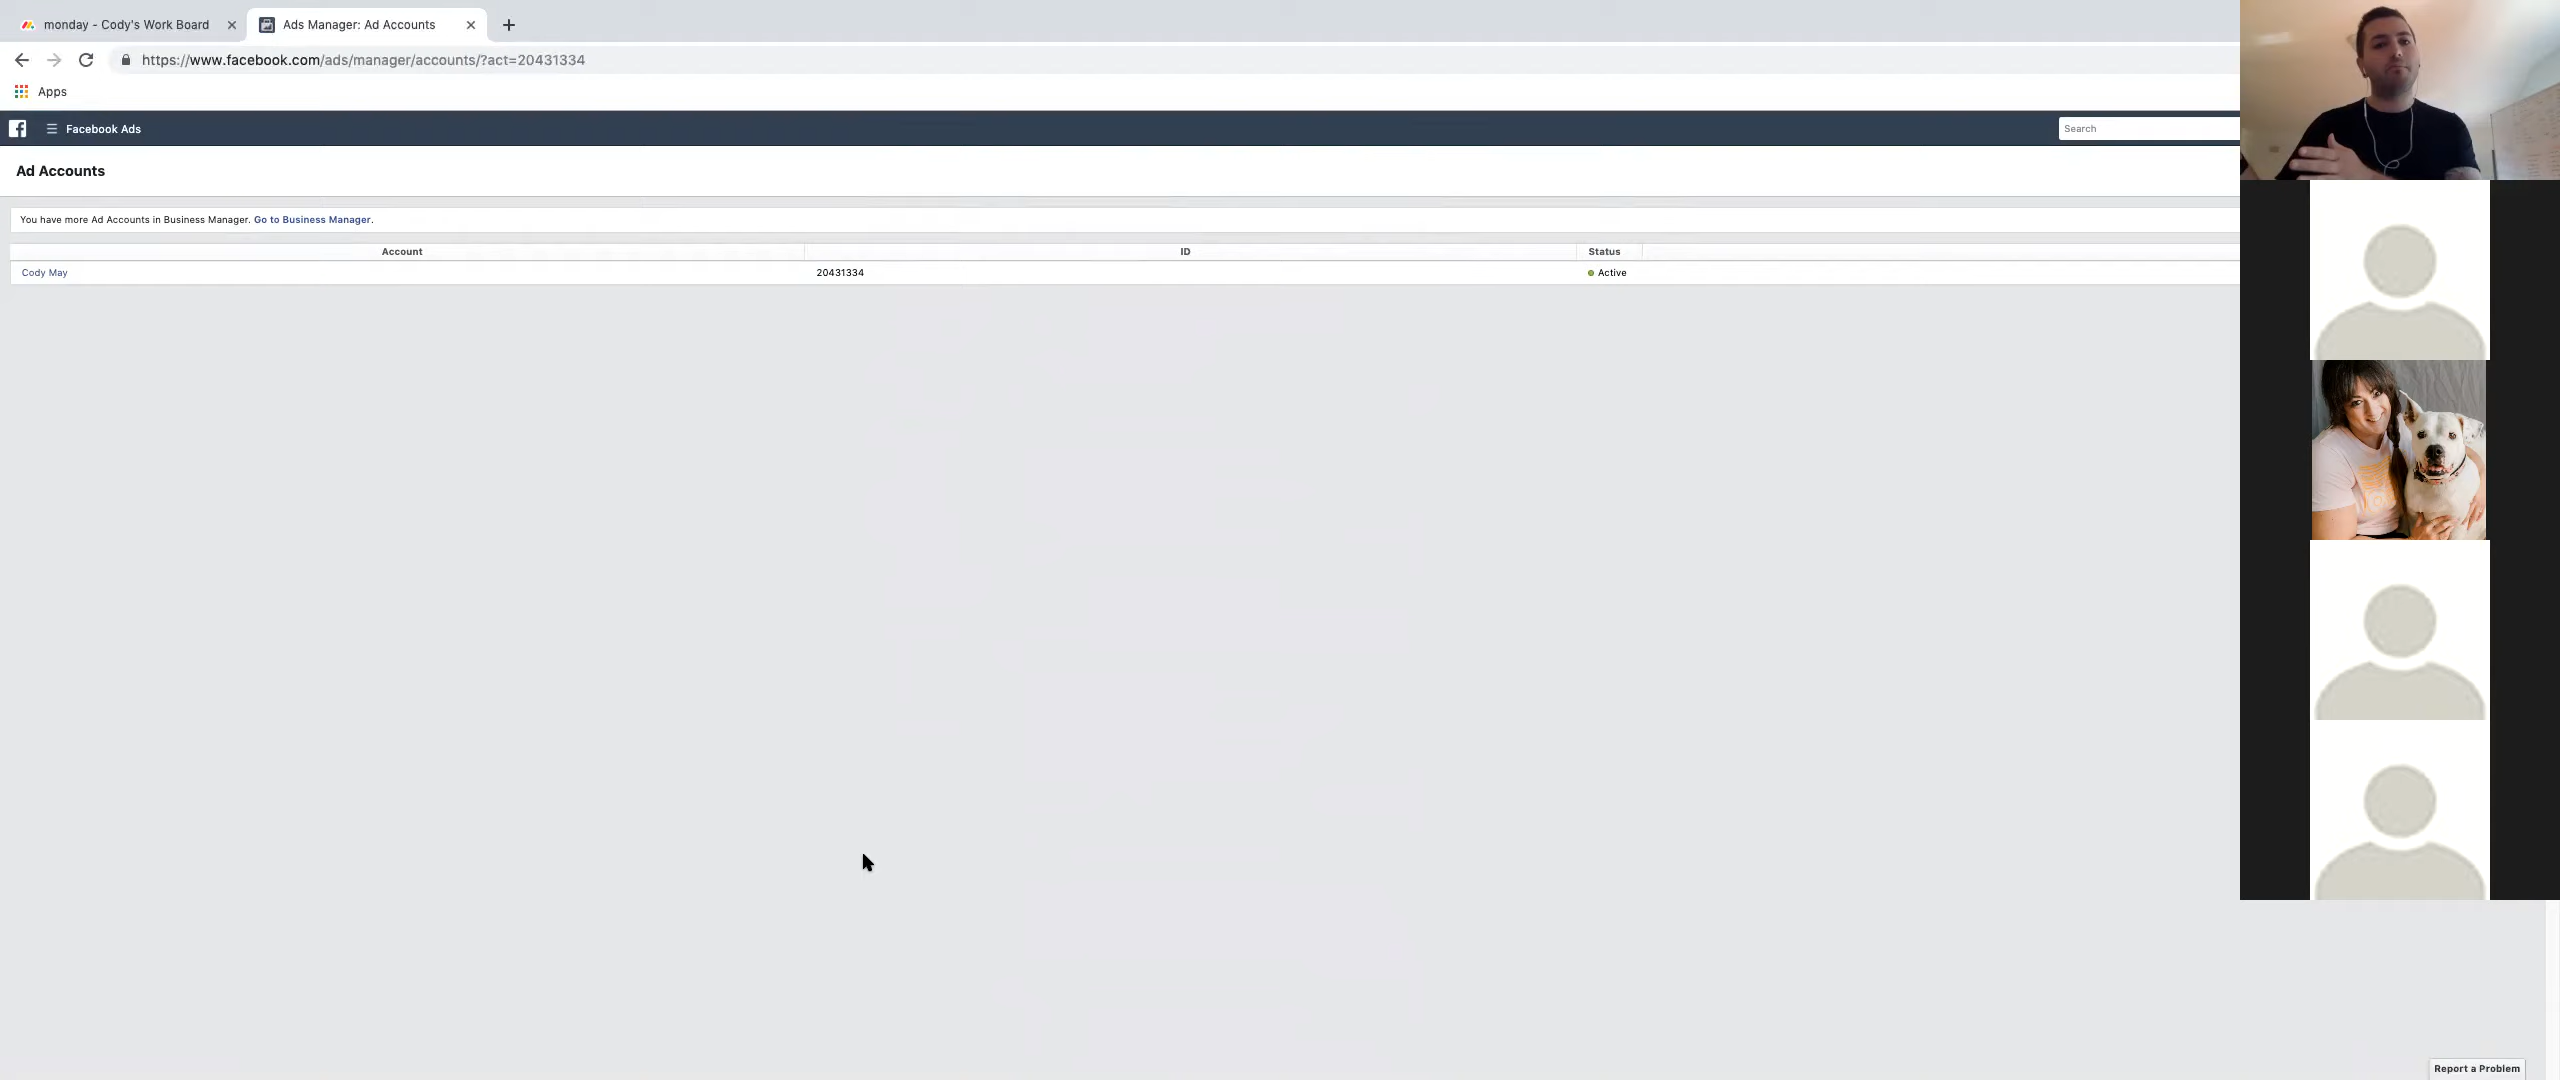 monday - Cody's Work Board
Ads Manager: Ad Accounts
https://www.facebook.com/ads/manager/accounts/?act=20431334
Apps
Facebook Ads
Search
Ad Accounts
You have more Ad Accounts in Business Manager. Go to Business Manager.
Account ID Status
Cody May 20431334 Active
Report a Problem